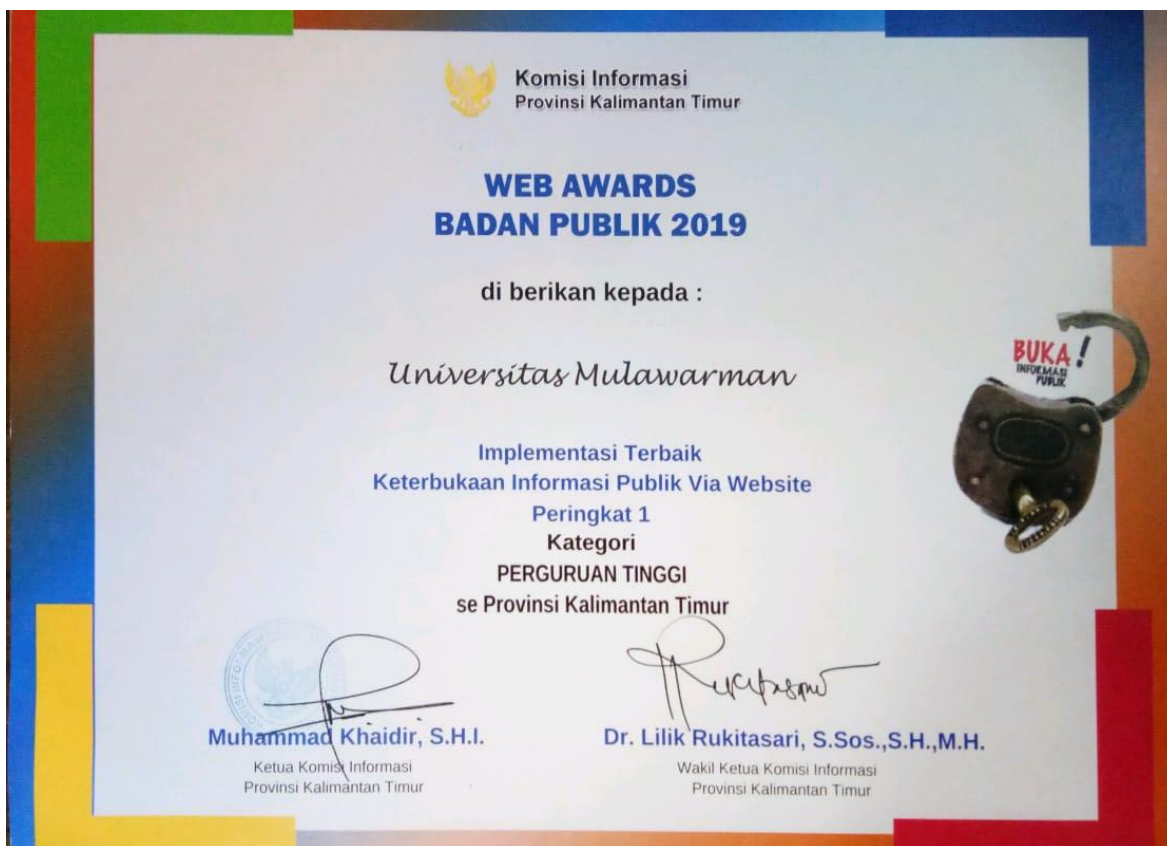 Komisi Informasi
Provinsi Kalimantan Timur
WEB AWARDS
BADAN PUBLIK 2019
di berikan kepada :
Universitas Mulawarman
BUKA!
INFORMASI
PUBLIK
Implementasi Terbaik
Keterbukaan Informasi Publik Via Website
Peringkat 1
Kategori
PERGURUAN TINGGI
se Provinsi Kalimantan Timur
Muhammad Khaidir, S.H.I.
Ketua Komisi Informasi
Provinsi Kalimantan Timur
Dr. Lilik Rukitasari, S.Sos.,S.H.,M.H.
Wakil Ketua Komisi Informasi
Provinsi Kalimantan Timur